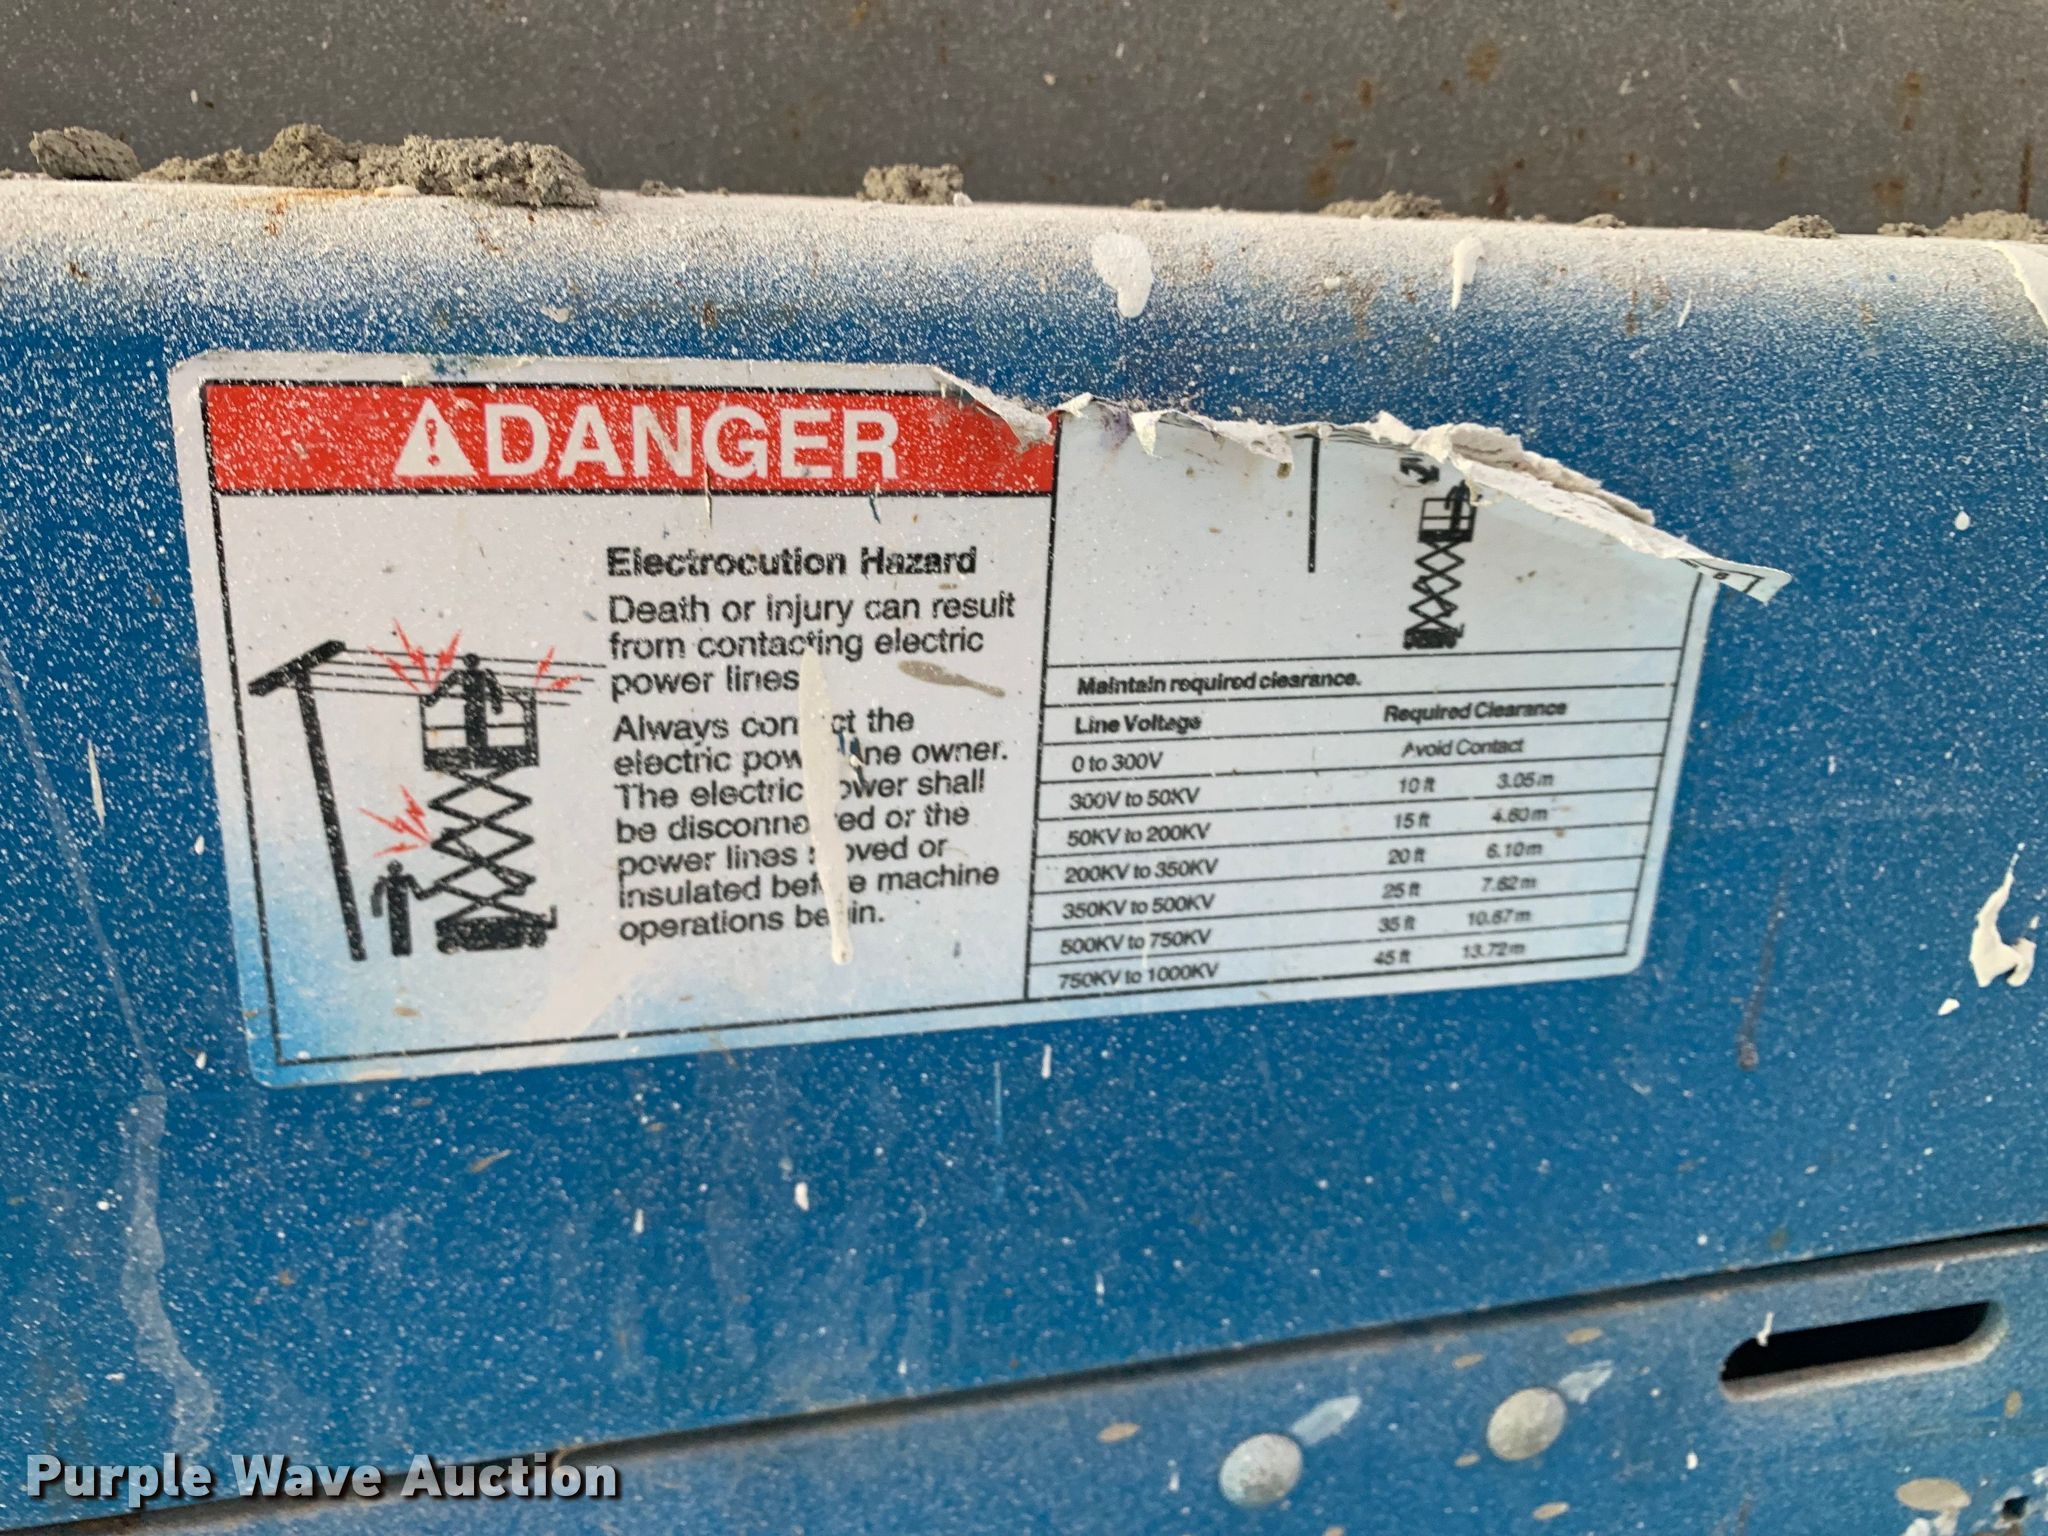 DANGER
Electrocution Hazard
Death or injury can result
from contacting electric
power lines
Always con ct the
electric pow ne owner.
The electric ower shall
be disconne ed or the
power lines oved or
insulated bef e machine
operations be in.
Maintain required clearance.
Line Voltage Required Clearance
0 to 300V Avoid Contact
300V to 50KV 10 ft 3.05 m
50KV to 200KV 15 ft 4.60 m
200KV to 350KV 20 ft 6.10 m
350KV to 500KV 25 ft 7.62 m
500KV to 750KV 35 ft 10.67 m
750KV to 1000KV 45 ft 13.72 m
Purple Wave Auction